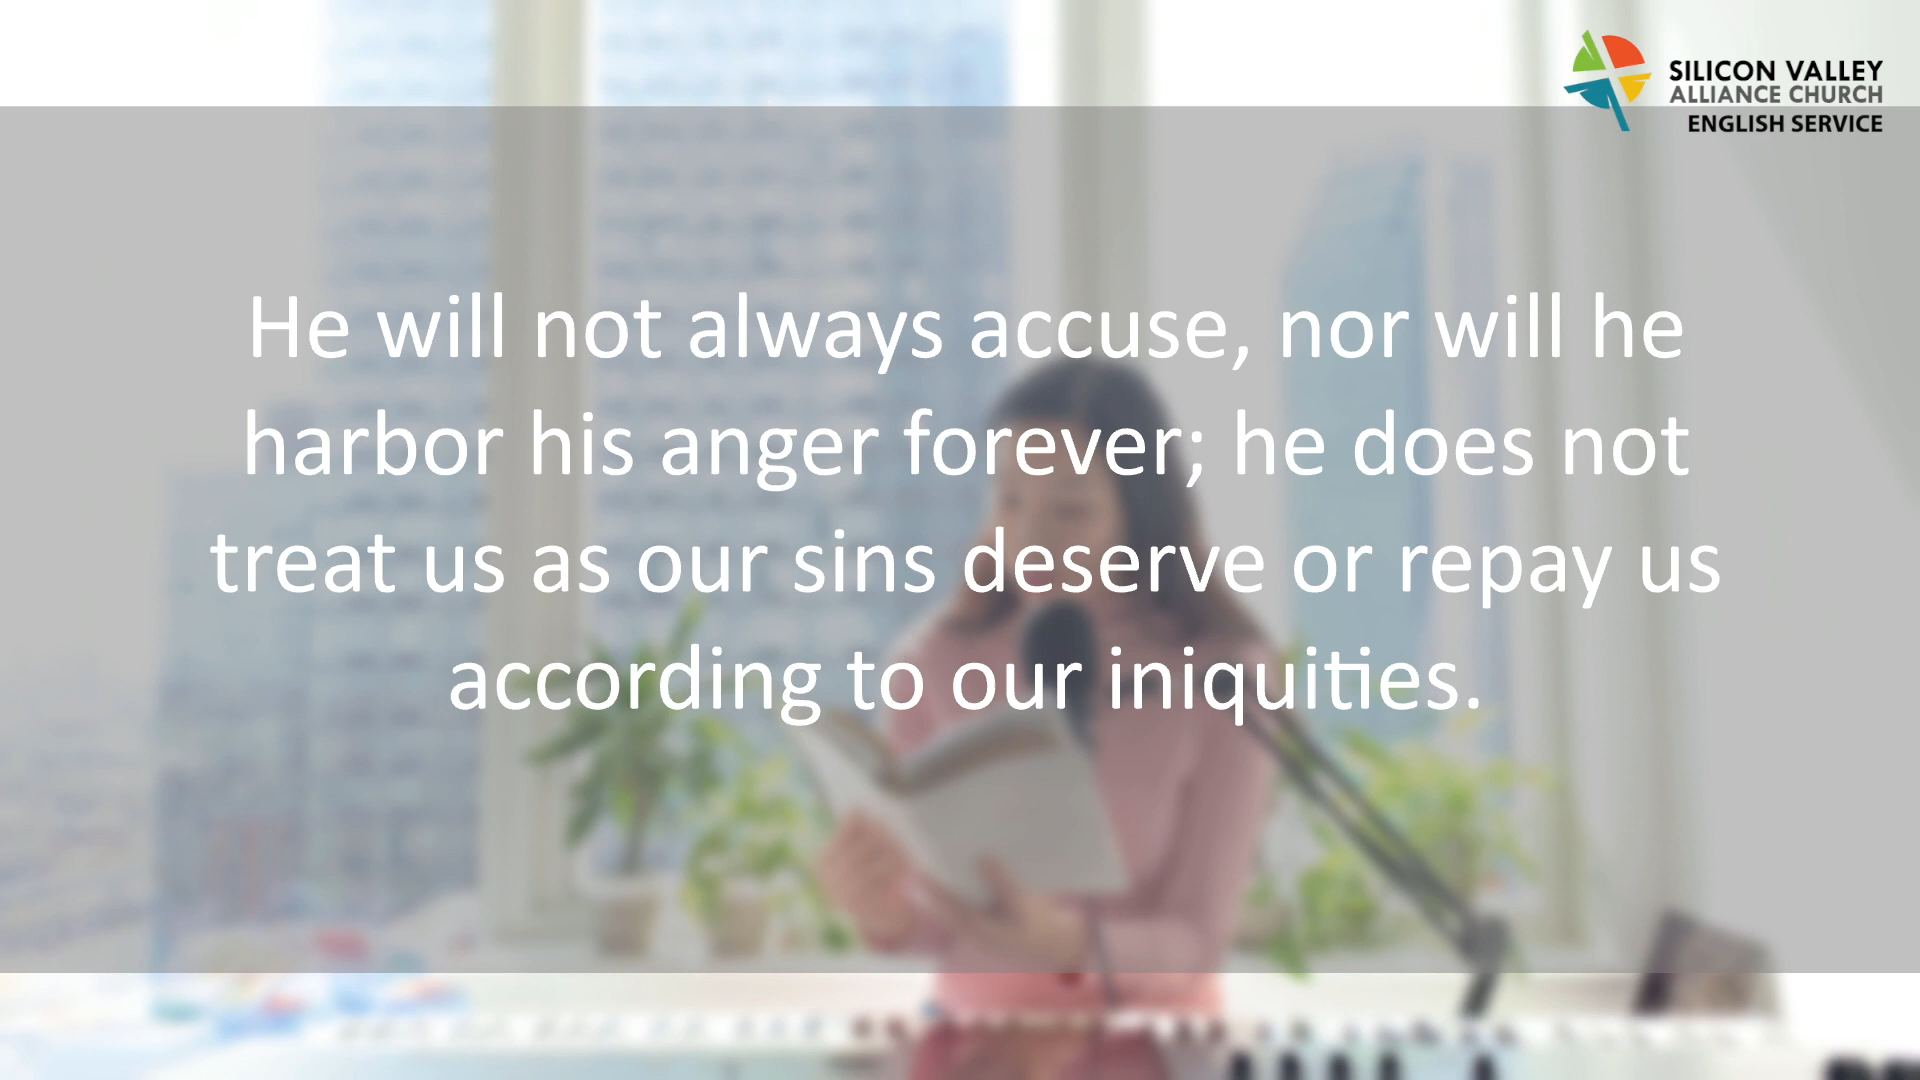 SILICON VALLEY
ALLIANCE CHURCH
ENGLISH SERVICE
He will not always accuse, nor will he
harbor his anger forever; he does not
treat us as our sins deserve or repay us
according to our iniquities.